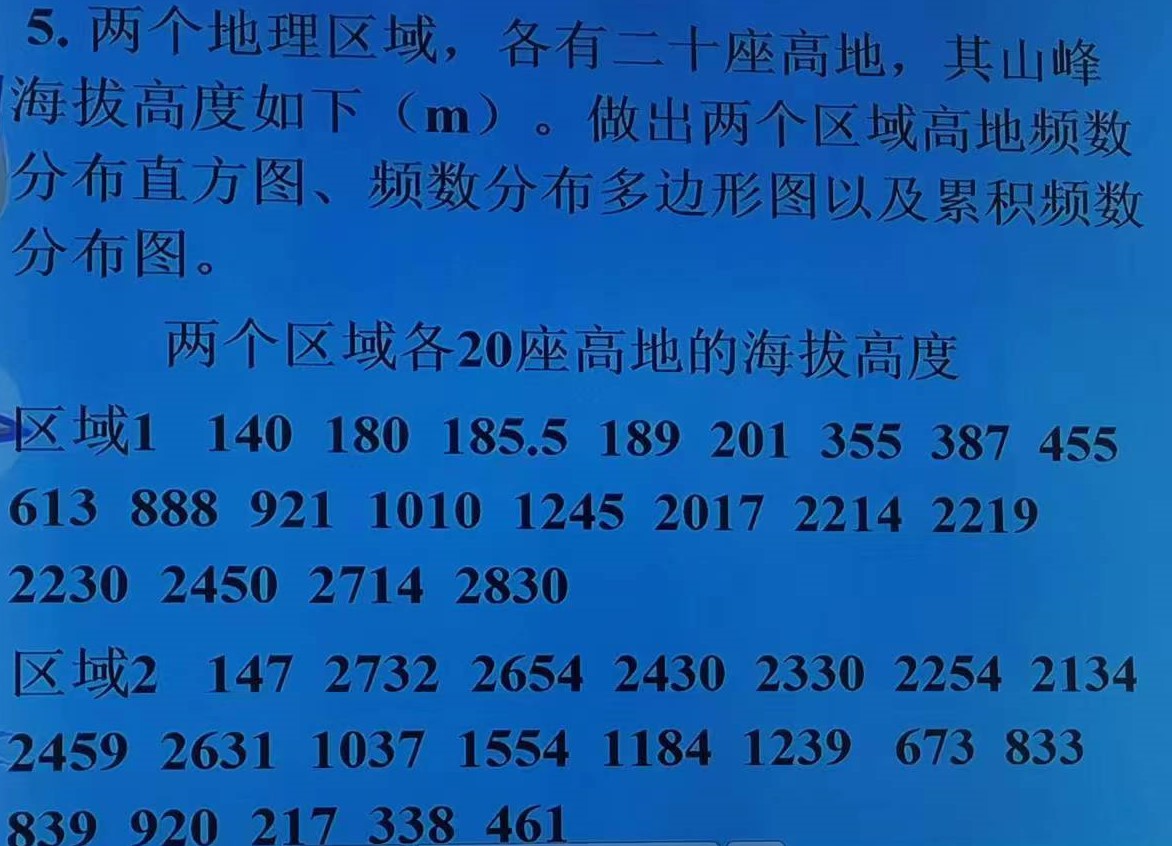 5. 两个地理区域，各有二十座高地，其山峰
海拔高度如下（m）。做出两个区域高地频数
分布直方图、频数分布多边形图以及累积频数
分布图。
两个区域各20座高地的海拔高度
区域1 140 180 185.5 189 201 355 387 455
613 888 921 1010 1245 2017 2214 2219
2230 2450 2714 2830
区域2 147 2732 2654 2430 2330 2254 2134
2459 2631 1037 1554 1184 1239 673 833
839 920 217 338 461